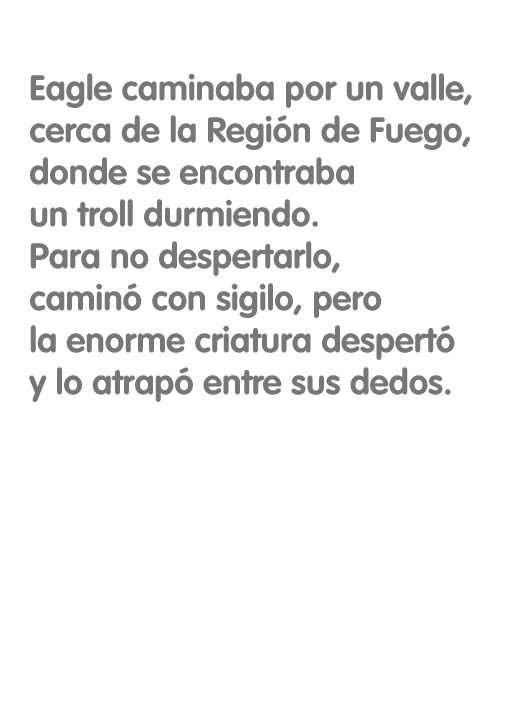 Eagle caminaba por un valle,
cerca de la Región de Fuego,
donde se encontraba
un troll durmiendo.
Para no despertarlo,
caminó con sigilo, pero
la enorme criatura despertó
y lo atrapó entre sus dedos.